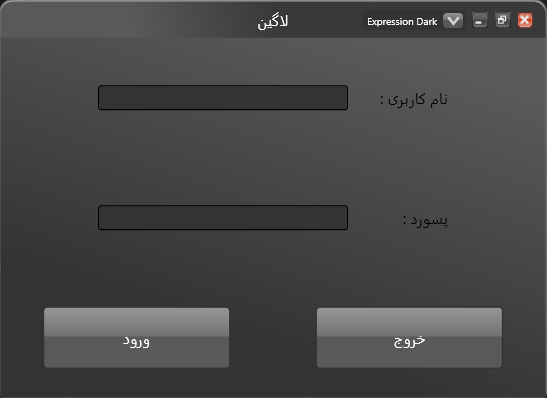 لاگین
Expression Dark
نام کاربری :
پسورد :
خروج
ورود